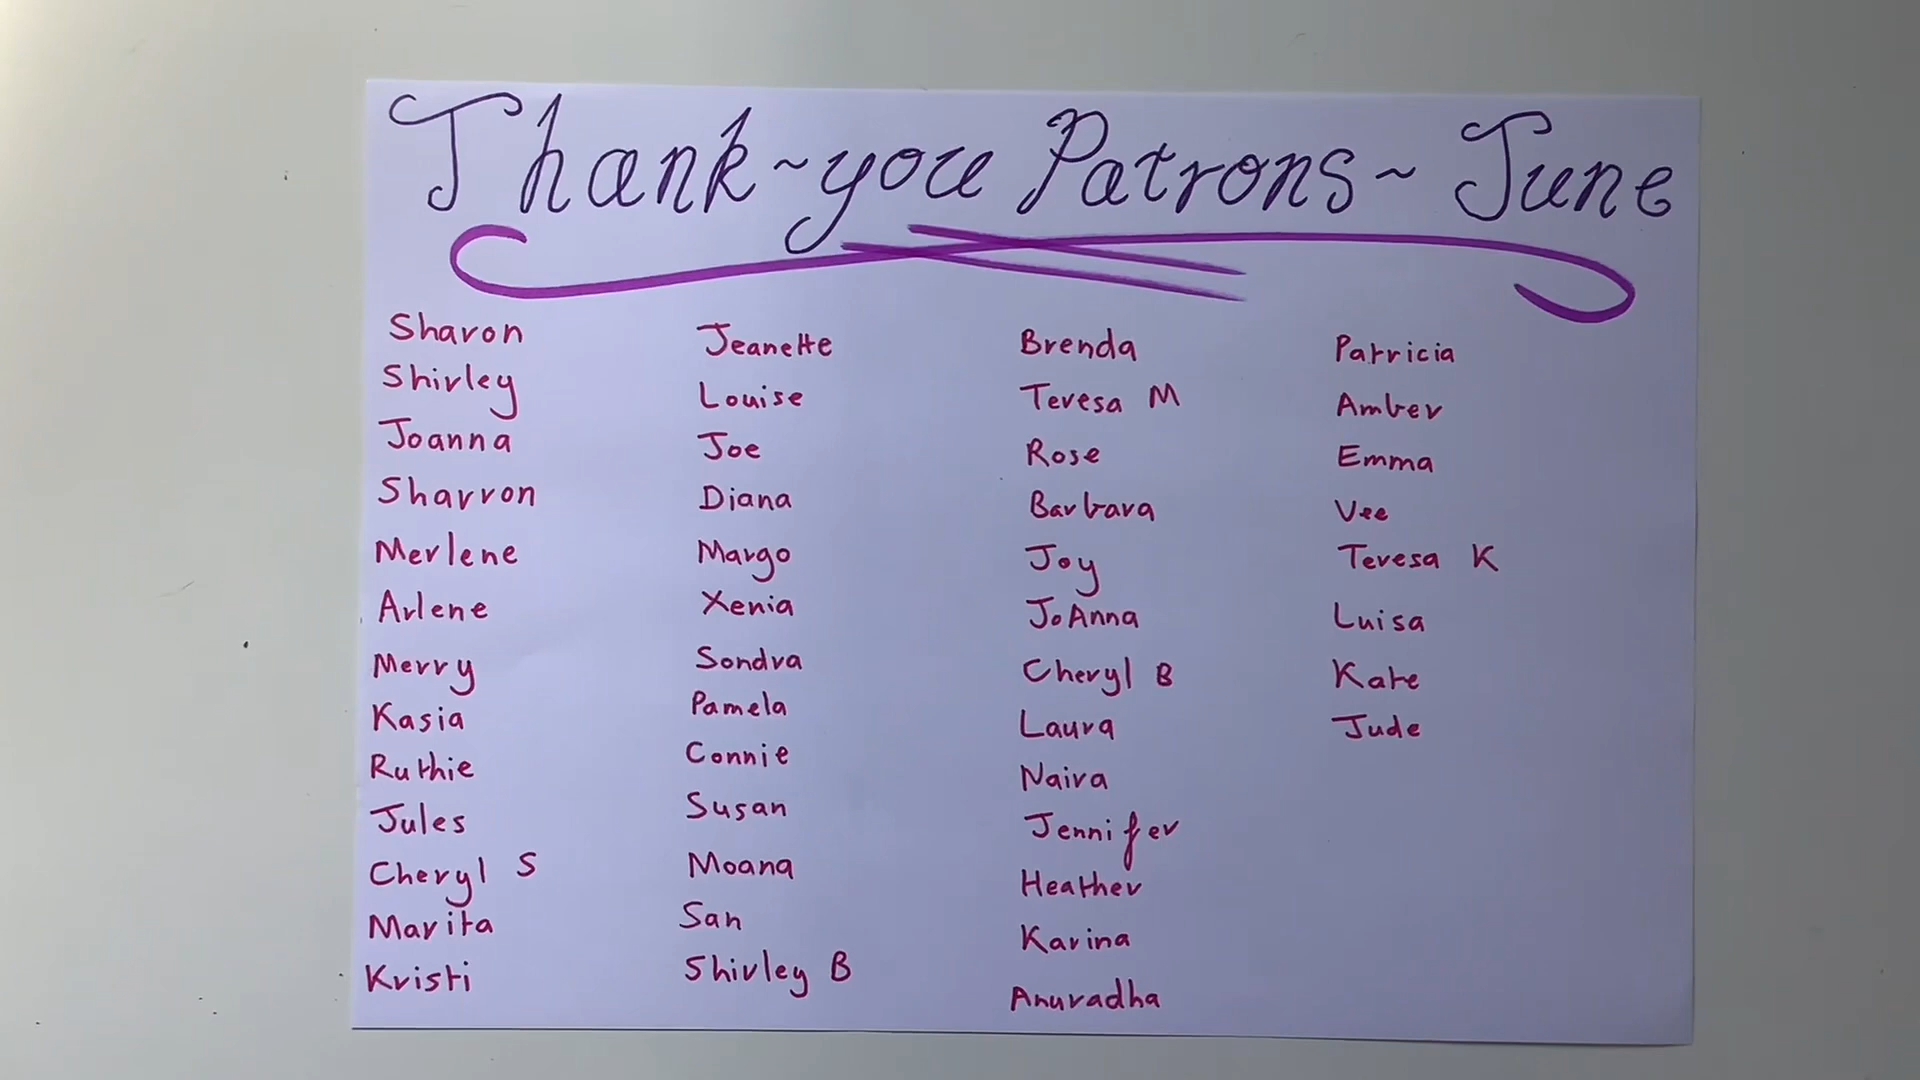 Thank~you Patrons~June
Sharon
Shirley
Joanna
Sharron
Merlene
Arlene
Merry
Kasia
Ruthie
Jules
Cheryl S
Marita
Kristi
Jeanette
Louise
Joe
Diana
Margo
Xenia
Sondra
Pamela
Connie
Susan
Moana
San
Shirley B
Brenda
Teresa M
Rose
Barbara
Joy
JoAnna
Cheryl B
Laura
Naira
Jennifer
Heather
Karina
Anuradha
Patricia
Amber
Emma
Vee
Teresa K
Luisa
Kate
Jude